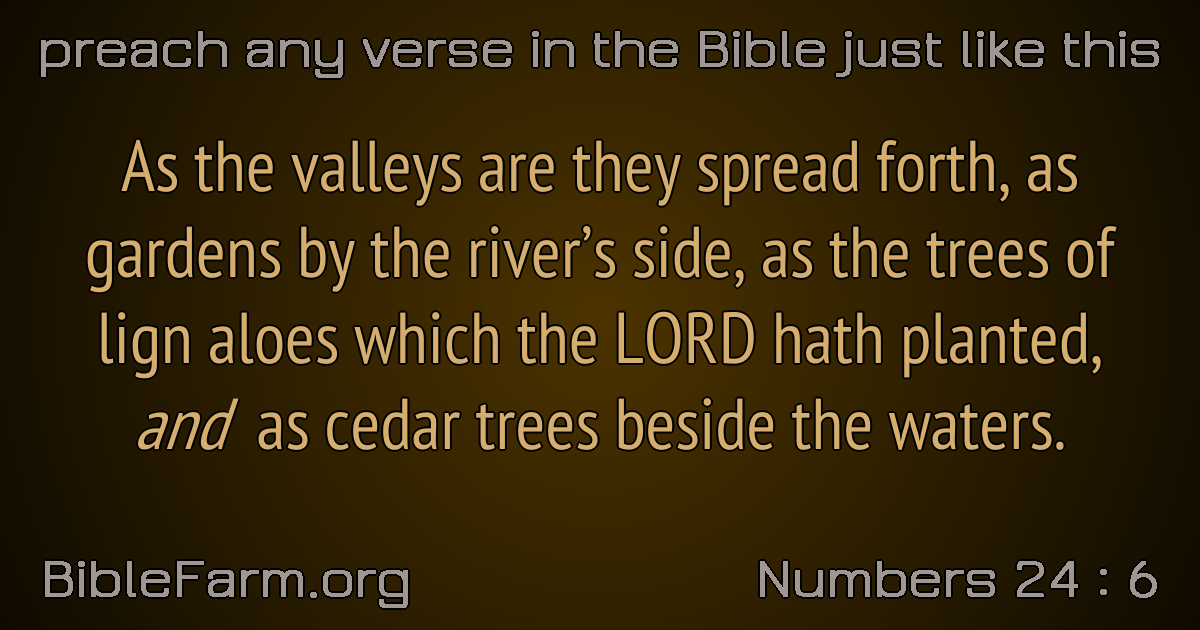 preach any verse in the Bible just like this
As the valleys are they spread forth, as
gardens by the river’s side, as the trees of
lign aloes which the LORD hath planted,
and as cedar trees beside the waters.
BibleFarm.org
Numbers 24 : 6